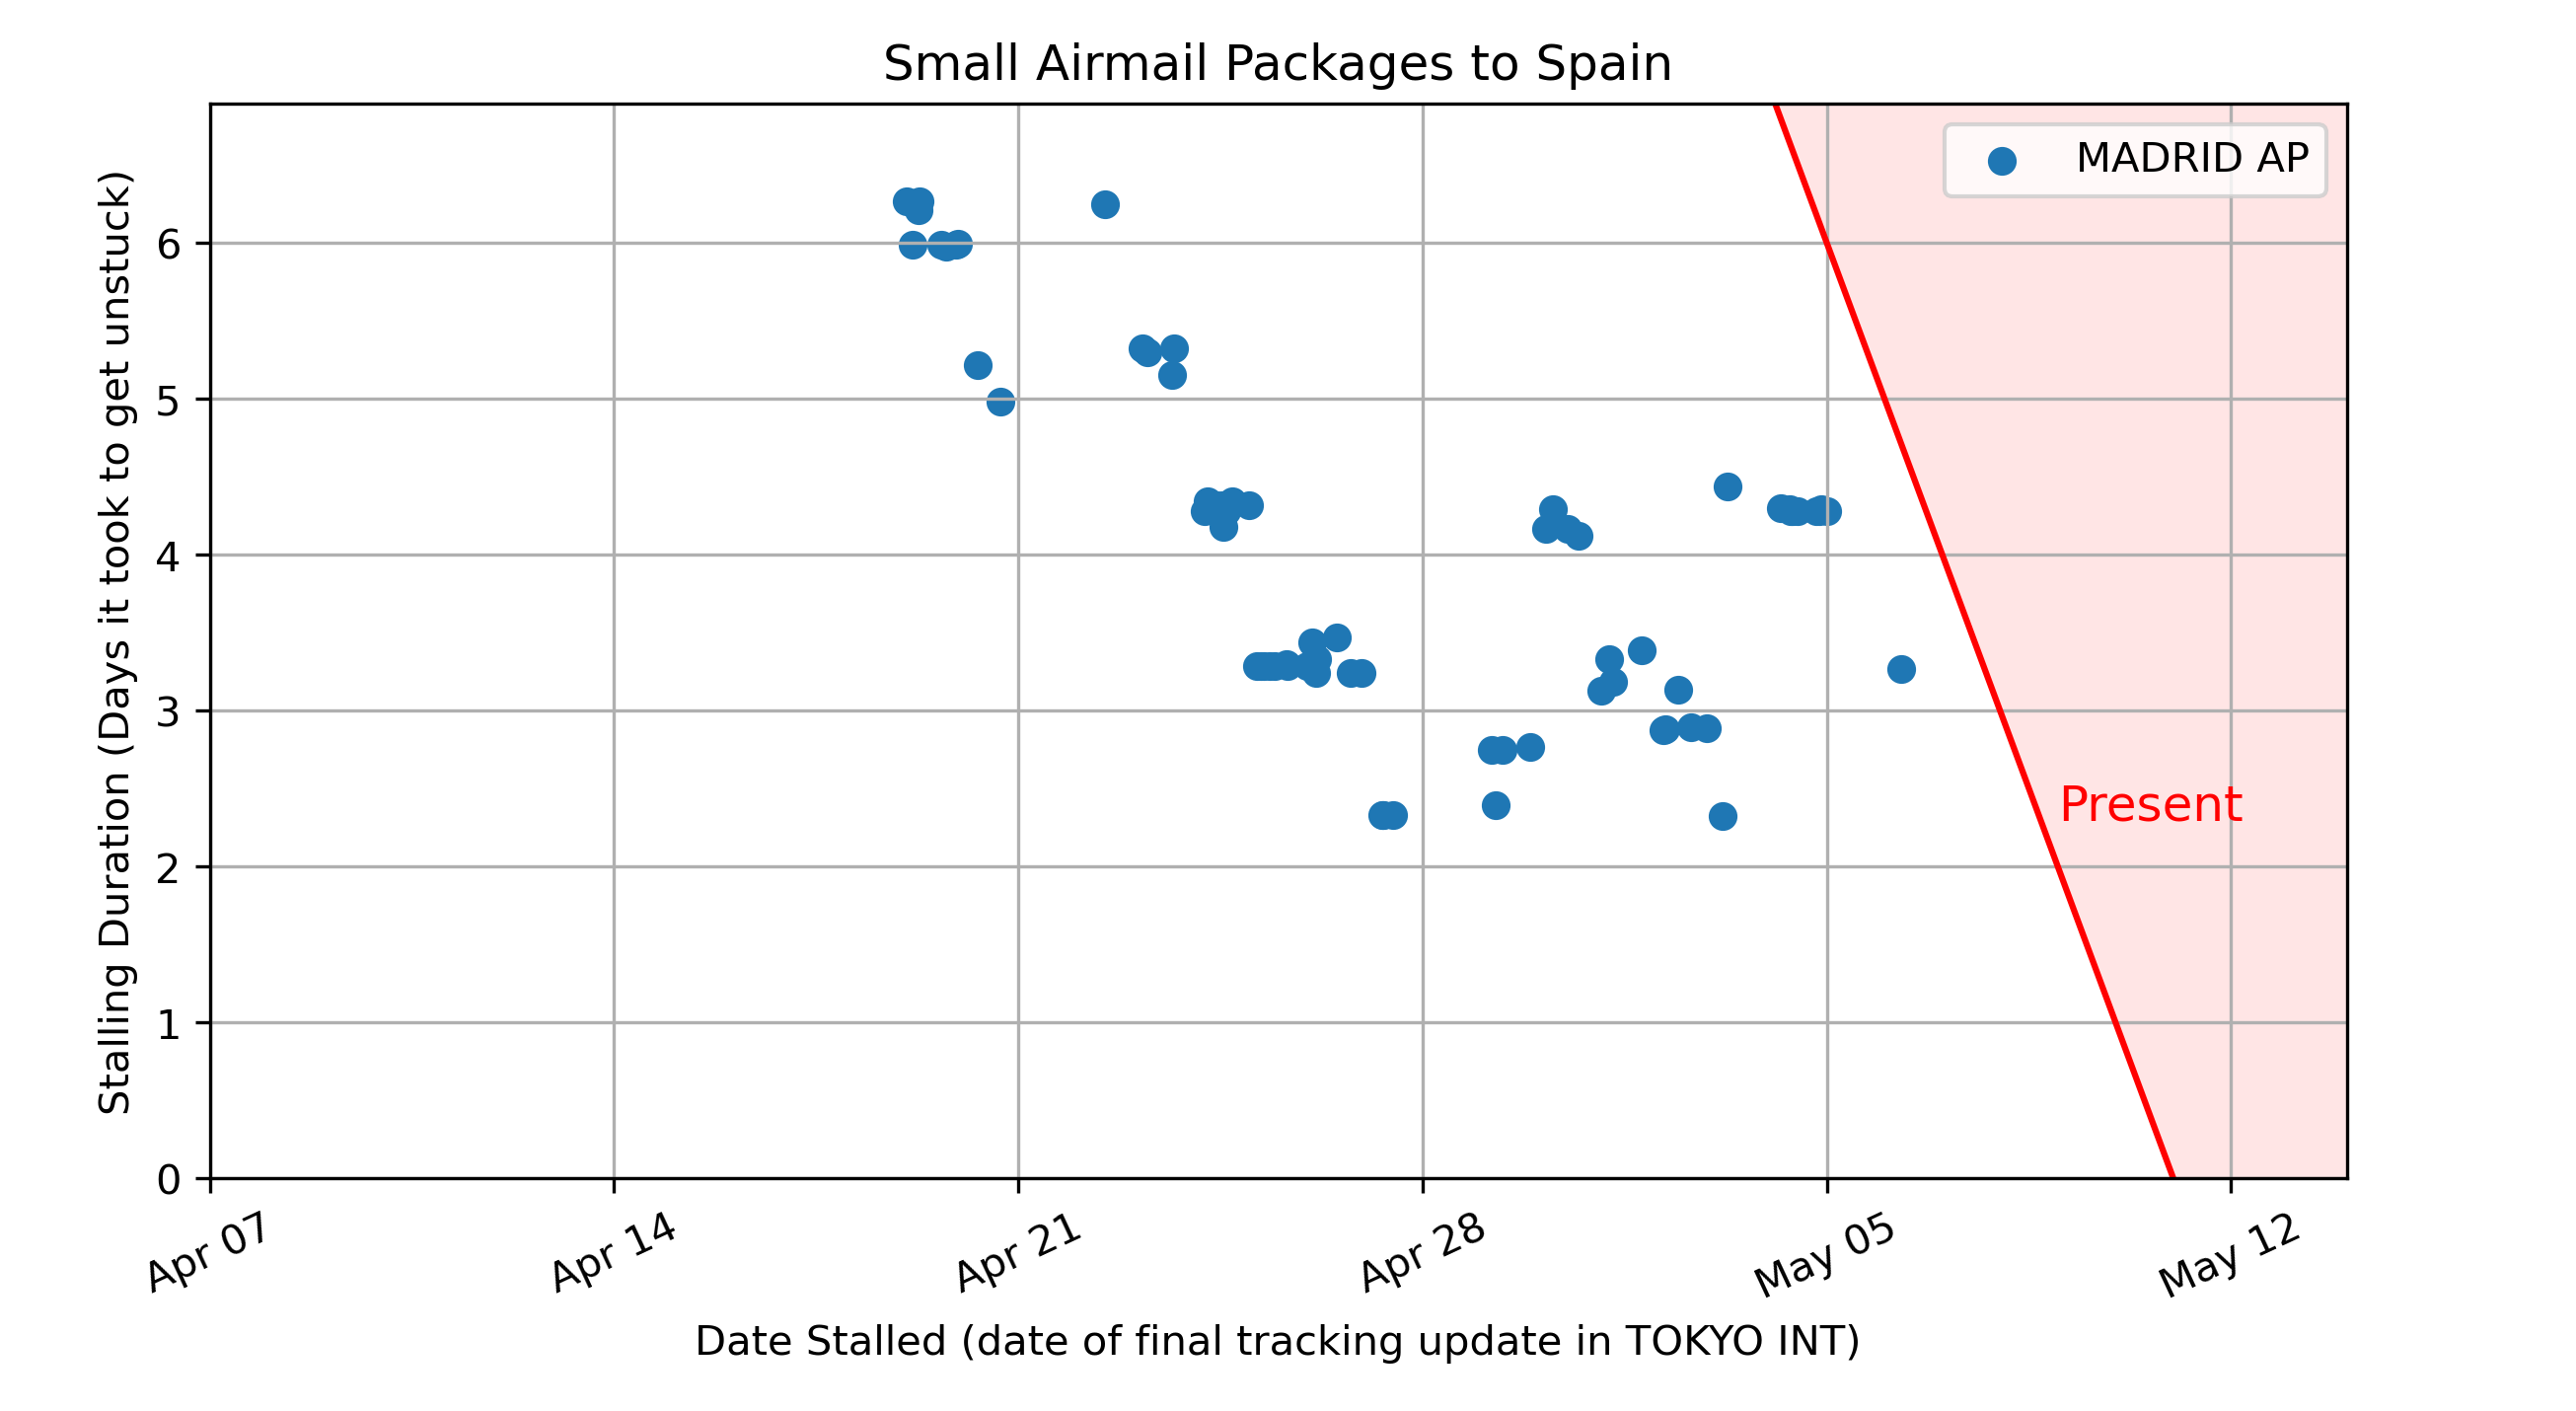 Small Airmail Packages to Spain
MADRID AP
Stalling Duration (Days it took to get unstuck)
6
5
4
3
2
1
0
Present
Apr 07
Apr 14
Apr 21
Apr 28
May 05
May 12
Date Stalled (date of final tracking update in TOKYO INT)